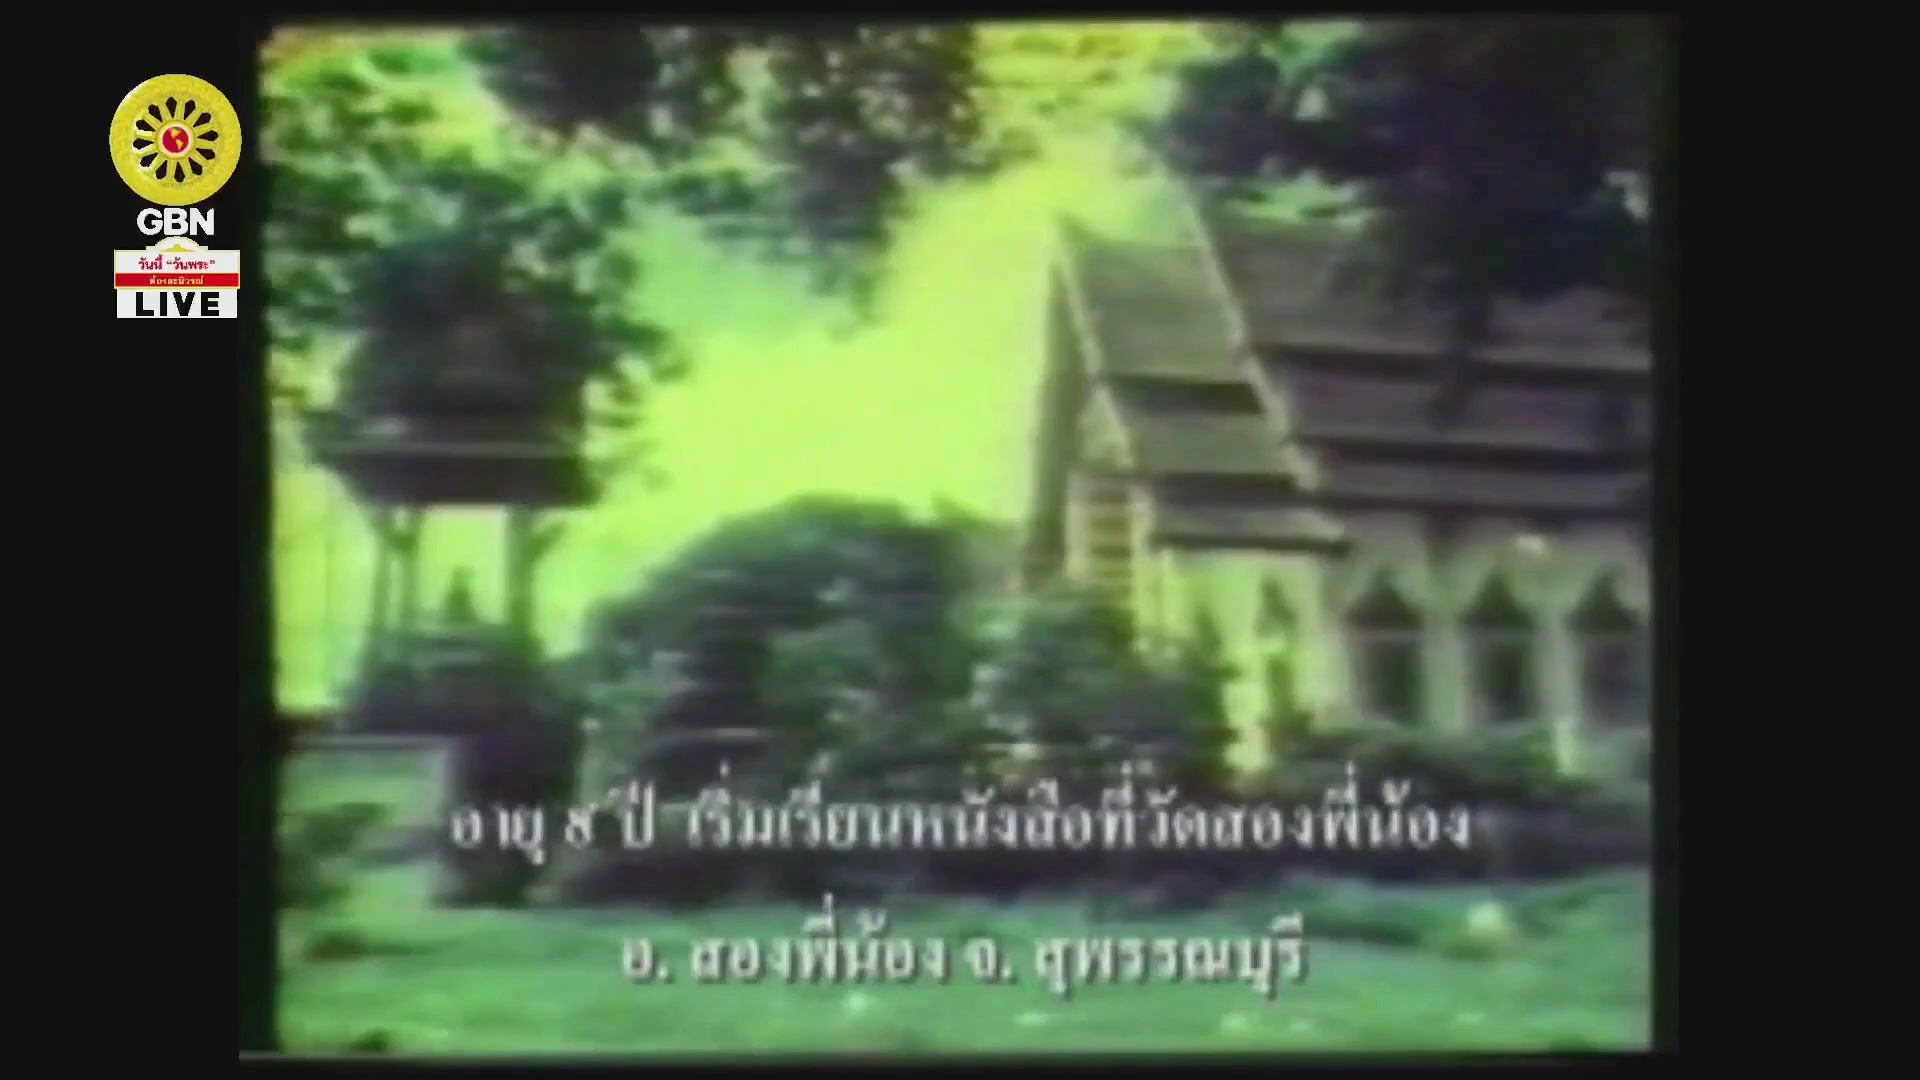 GBN
วันนี้ "วันพระ"
LIVE
อายุ ๙ ปี เริ่มเรียนหนังสือที่วัดสองพี่น้อง
อ. สองพี่น้อง จ. สุพรรณบุรี